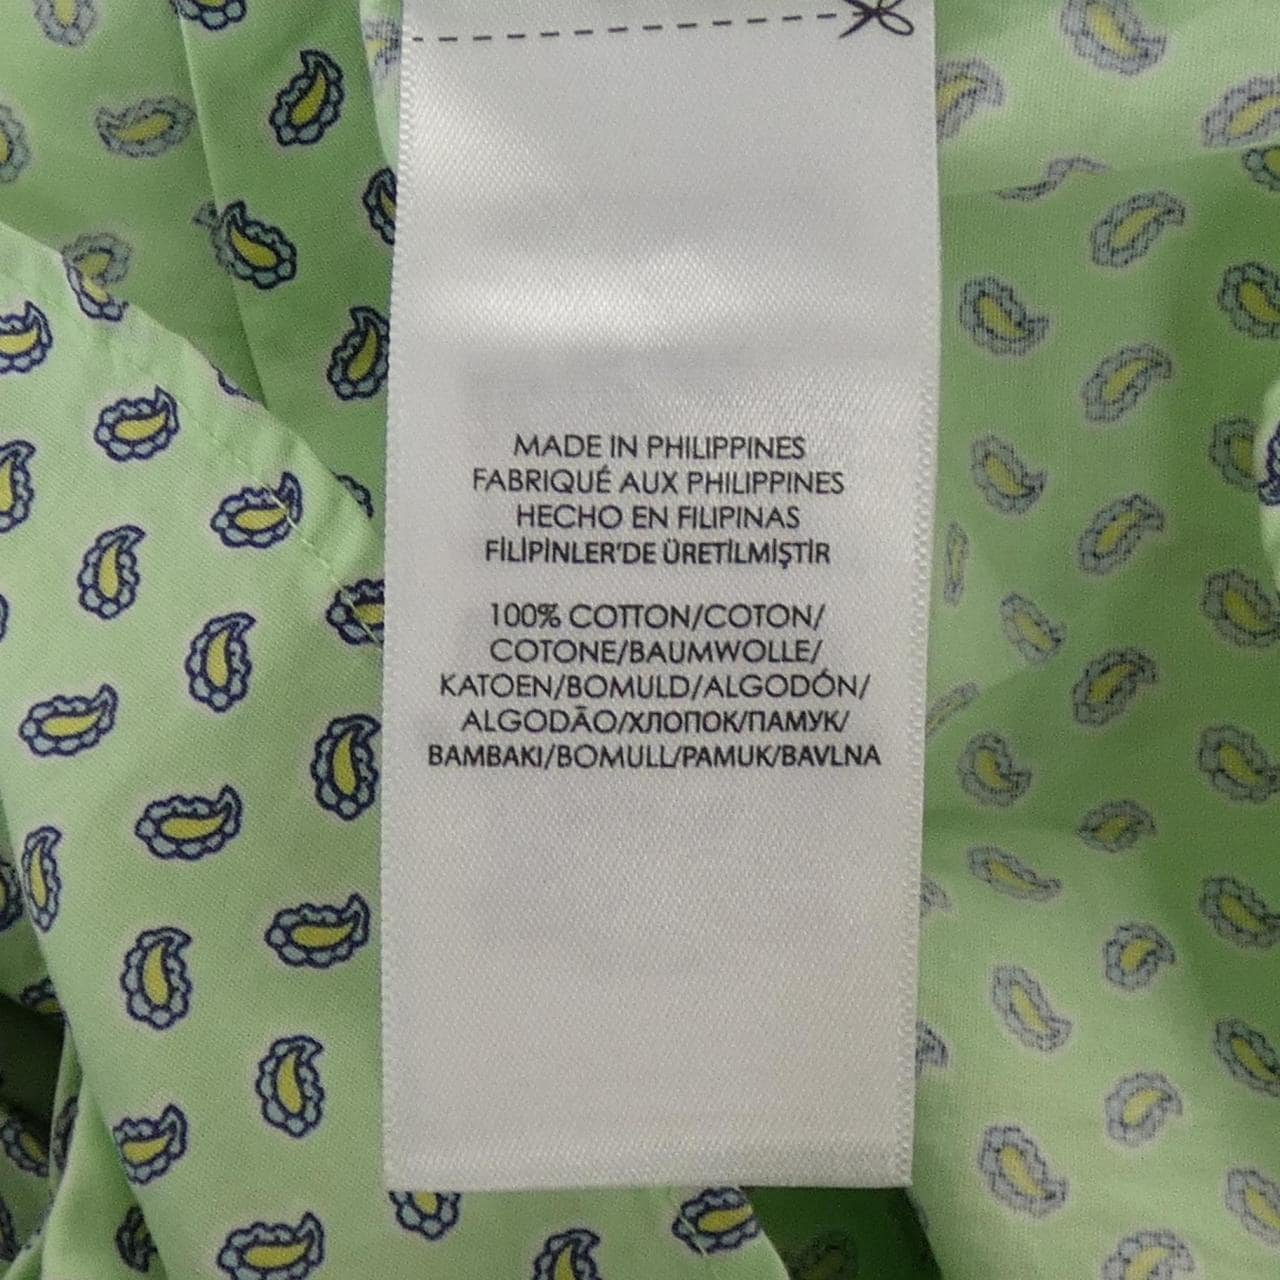 MADE IN PHILIPPINES
FABRIQUÉ AUX PHILIPPINES
HECHO EN FILIPINAS
FİLİPİNLER'DE ÜRETİLMİŞTİR
100% COTTON/COTON/
COTONE/BAUMWOLLE/
KATOEN/BOMULD/ALGODÓN/
ALGODÃO/ХЛОПОК/ПАМУК/
BAMBAKI/BOMULL/PAMUK/BAVLNA